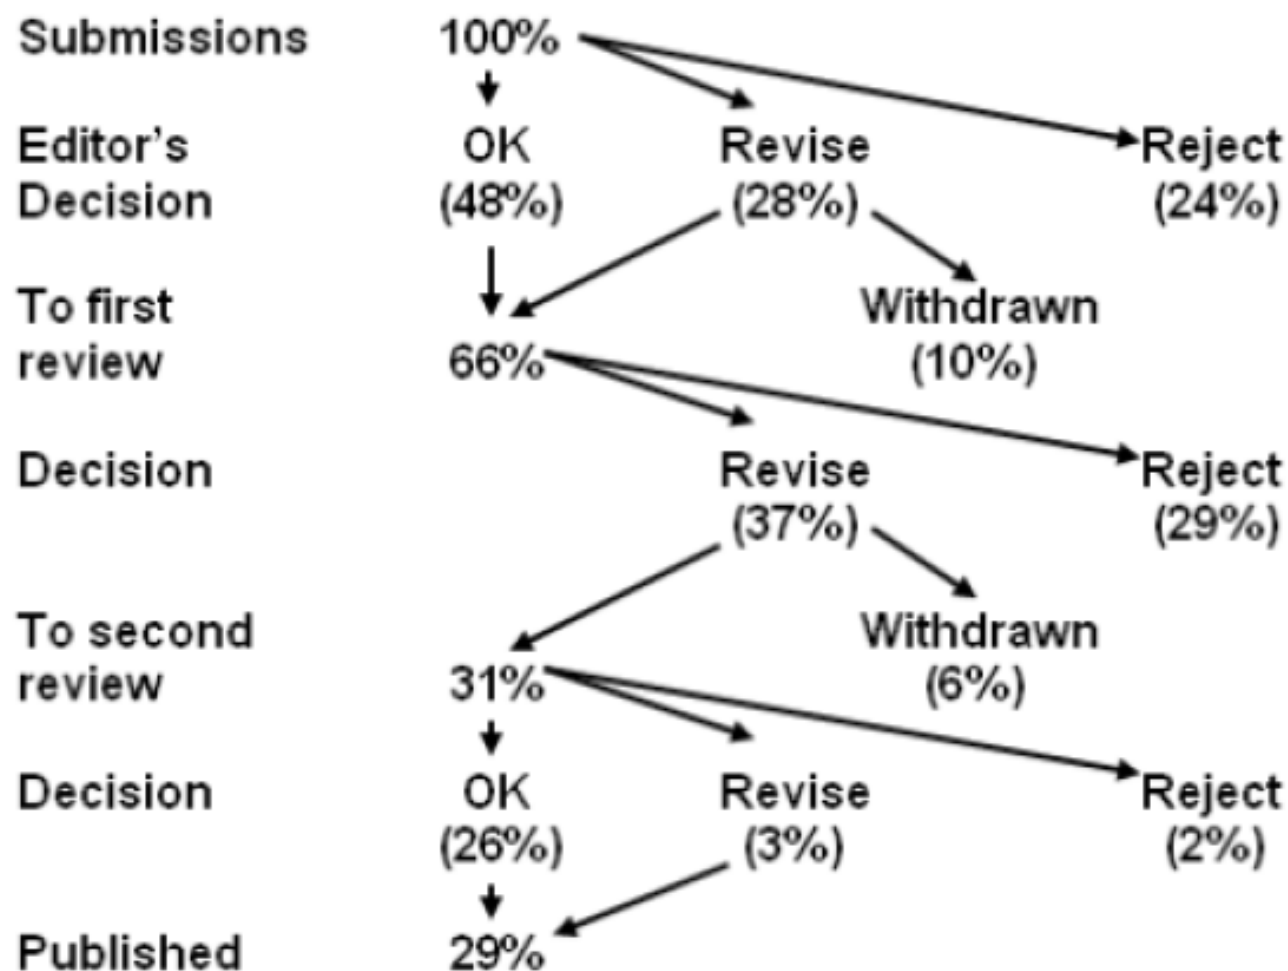 Submissions 100%
Editor's OK Revise Reject
Decision (48%) (28%) (24%)
To first Withdrawn
review 66% (10%)
Decision Revise Reject
(37%) (29%)
To second Withdrawn
review 31% (6%)
Decision OK Revise Reject
(26%) (3%) (2%)
Published 29%